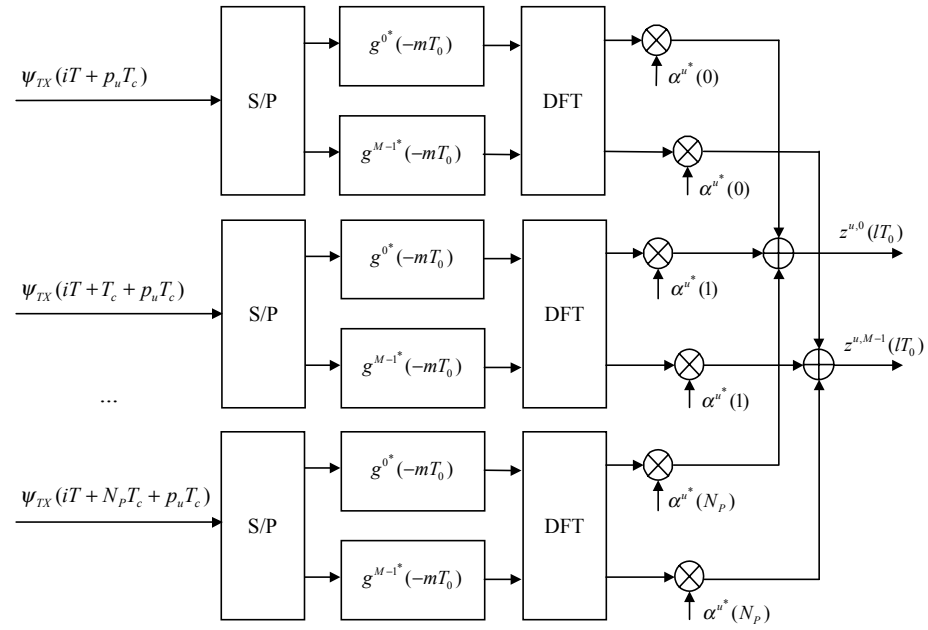 ψ_TX(iT + p_u T_c)
S/P
g^{0*}(−mT_0)
g^{M−1*}(−mT_0)
DFT
α^{u*}(0)
α^{u*}(0)
ψ_TX(iT + T_c + p_u T_c)
S/P
g^{0*}(−mT_0)
g^{M−1*}(−mT_0)
DFT
α^{u*}(1)
α^{u*}(1)
z^{u,0}(lT_0)
z^{u,M−1}(lT_0)
...
ψ_TX(iT + N_P T_c + p_u T_c)
S/P
g^{0*}(−mT_0)
g^{M−1*}(−mT_0)
DFT
α^{u*}(N_P)
α^{u*}(N_P)